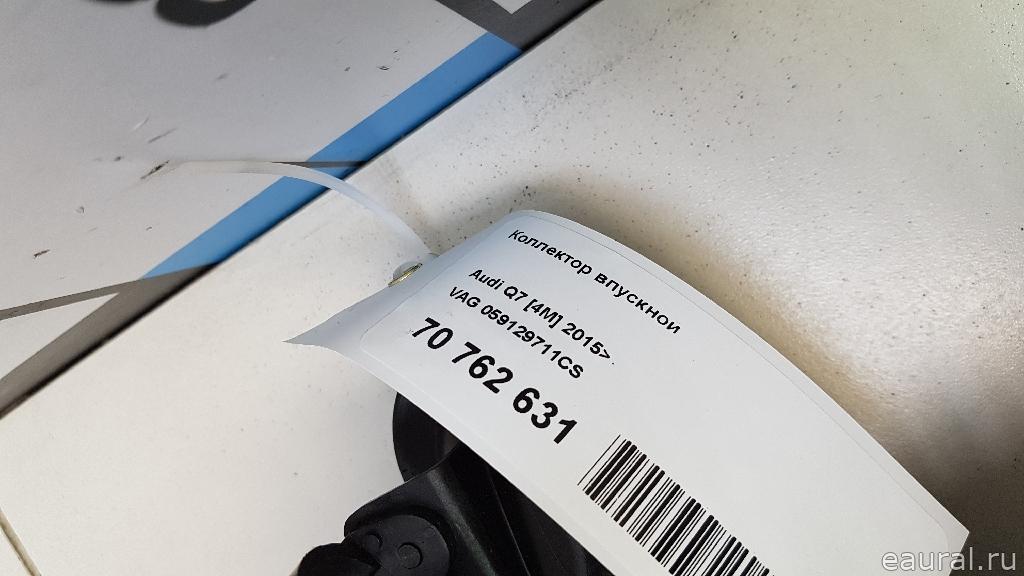 Коллектор впускной
Audi Q7 [4M] 2015>
VAG 059129711CS
70 762 631
eaural.ru